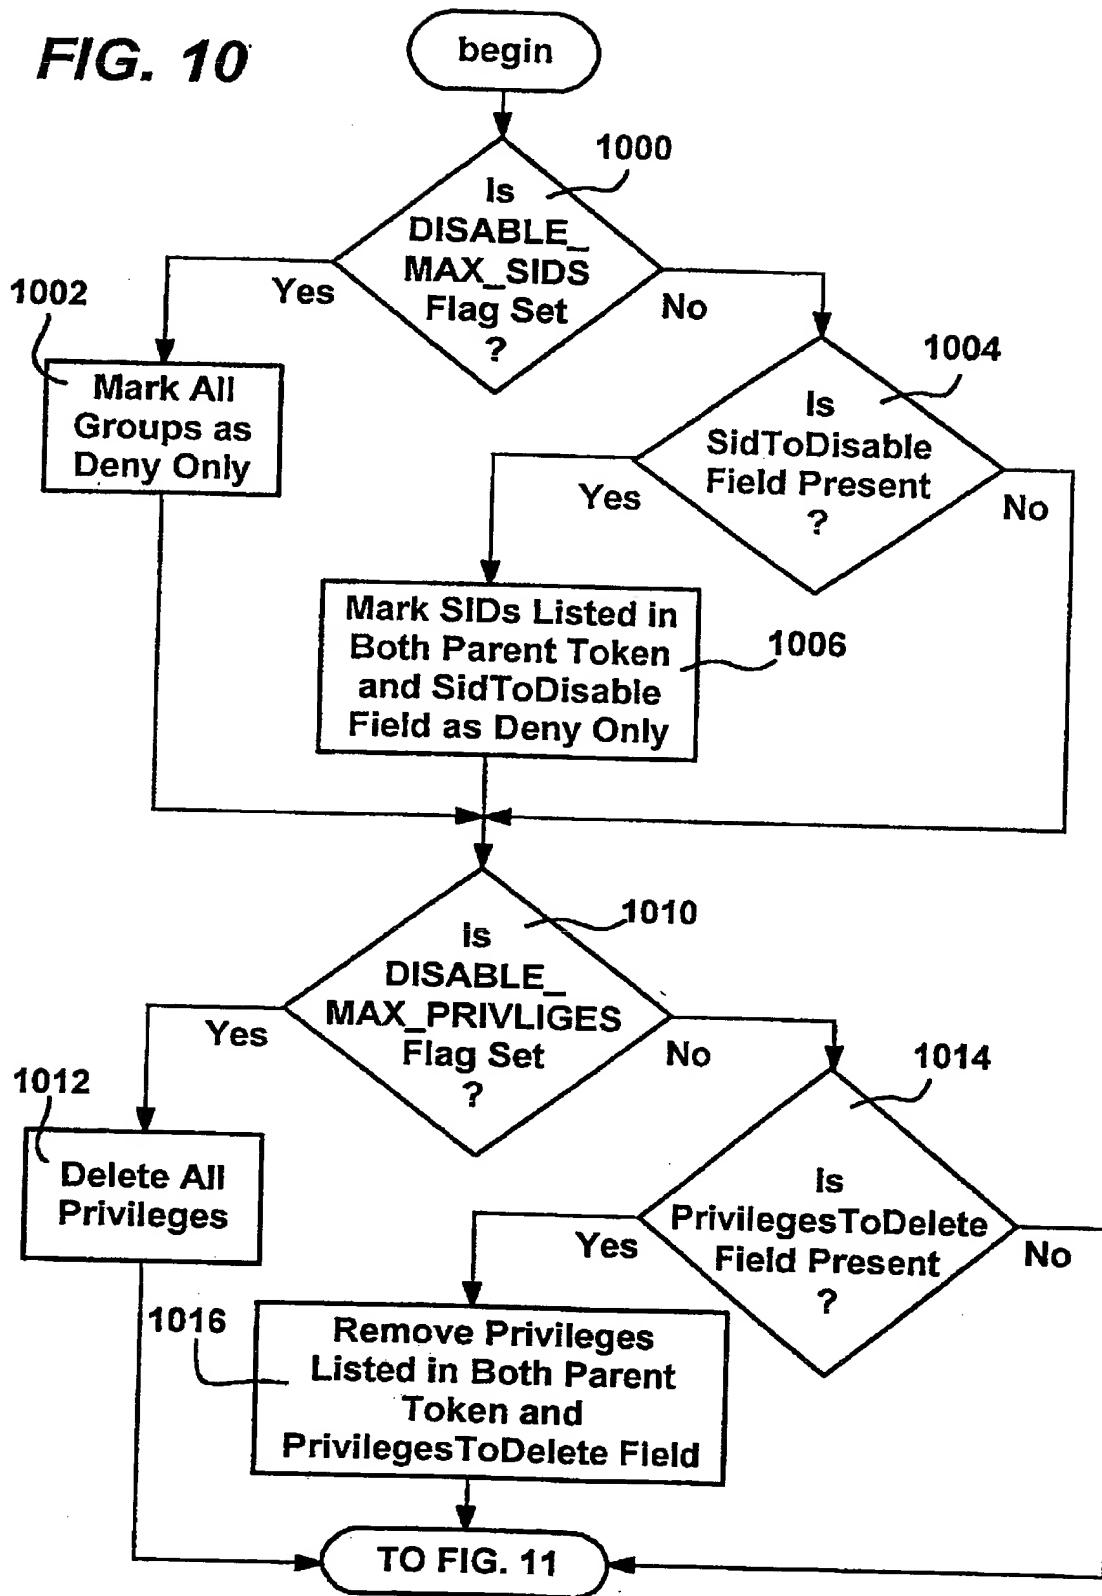 FIG. 10
begin
1000
Is
DISABLE_
MAX_SIDS
Flag Set
?
Yes
No
1002
Mark All
Groups as
Deny Only
1004
Is
SidToDisable
Field Present
?
Yes
No
Mark SIDs Listed in
Both Parent Token
and SidToDisable
Field as Deny Only
1006
1010
is
DISABLE_
MAX_PRIVLIGES
Flag Set
?
Yes
No
1012
Delete All
Privileges
1014
Is
PrivilegesToDelete
Field Present
?
Yes
No
1016
Remove Privileges
Listed in Both Parent
Token and
PrivilegesToDelete Field
TO FIG. 11